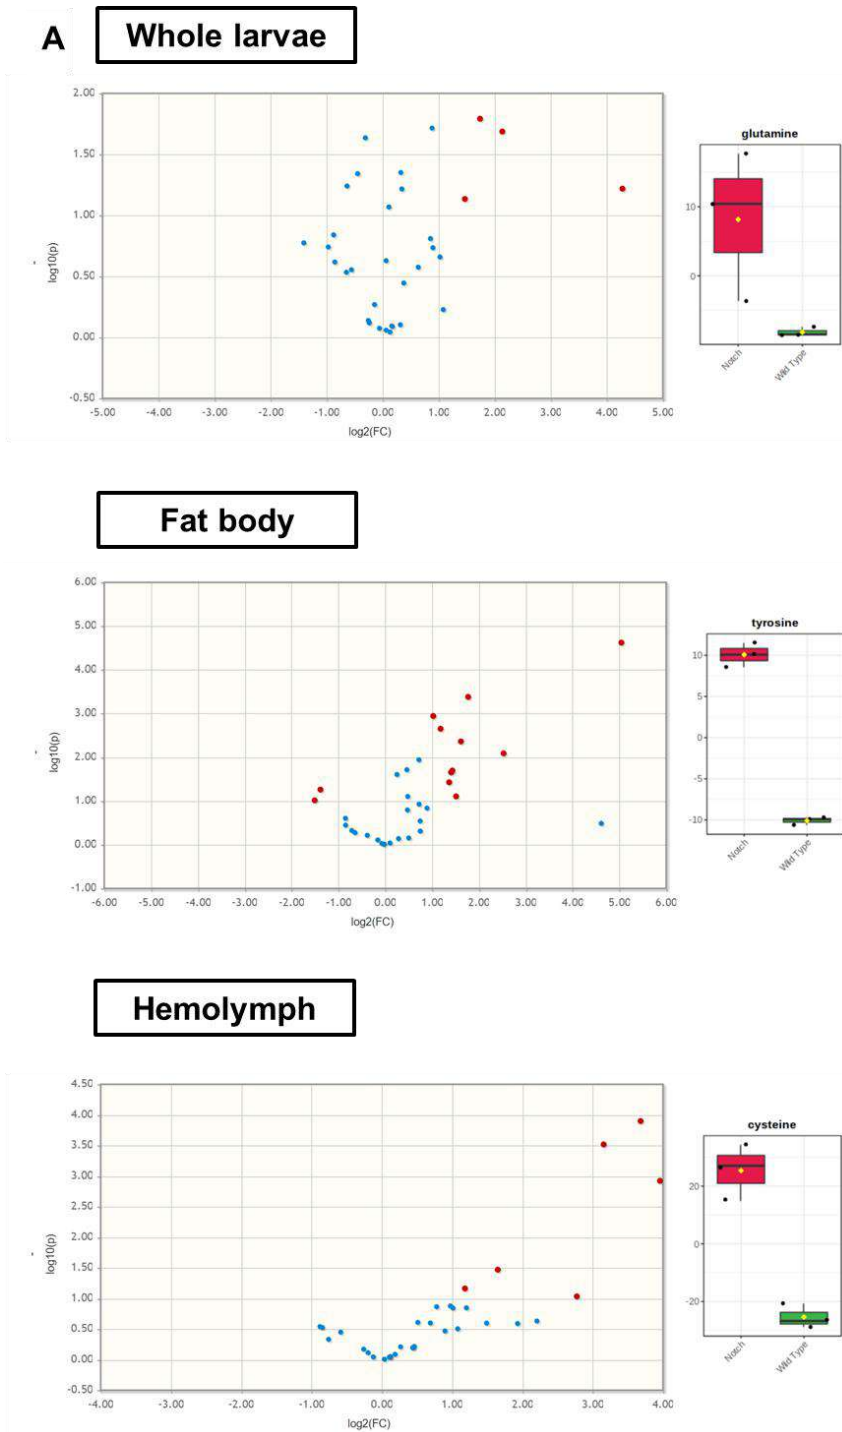 A
Whole larvae
2.00
1.50
1.00
0.50
0.00
-0.50
-5.00 -4.00 -3.00 -2.00 -1.00 0.00 1.00 2.00 3.00 4.00 5.00
log2(FC)
- log10(p)
glutamine
10
0
Notch Wild Type
Fat body
6.00
5.00
4.00
3.00
2.00
1.00
0.00
-1.00
-6.00 -5.00 -4.00 -3.00 -2.00 -1.00 0.00 1.00 2.00 3.00 4.00 5.00 6.00
log2(FC)
- log10(p)
tyrosine
10
5
0
-5
-10
Notch Wild Type
Hemolymph
4.50
4.00
3.50
3.00
2.50
2.00
1.50
1.00
0.50
0.00
-0.50
-4.00 -3.00 -2.00 -1.00 0.00 1.00 2.00 3.00 4.00
log2(FC)
- log10(p)
cysteine
20
0
-20
Notch Wild Type